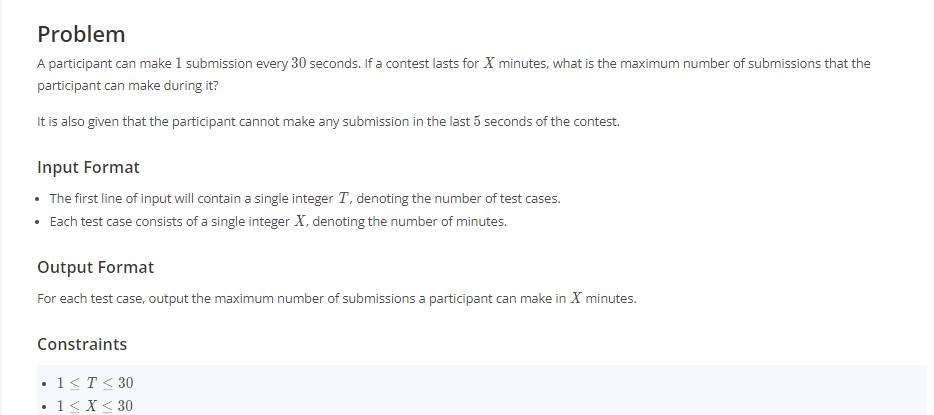 Problem
A participant can make 1 submission every 30 seconds. If a contest lasts for X minutes, what is the maximum number of submissions that the
participant can make during it?
It is also given that the participant cannot make any submission in the last 5 seconds of the contest.
Input Format
• The first line of input will contain a single integer T, denoting the number of test cases.
• Each test case consists of a single integer X, denoting the number of minutes.
Output Format
For each test case, output the maximum number of submissions a participant can make in X minutes.
Constraints
• 1 ≤ T ≤ 30
• 1 ≤ X ≤ 30